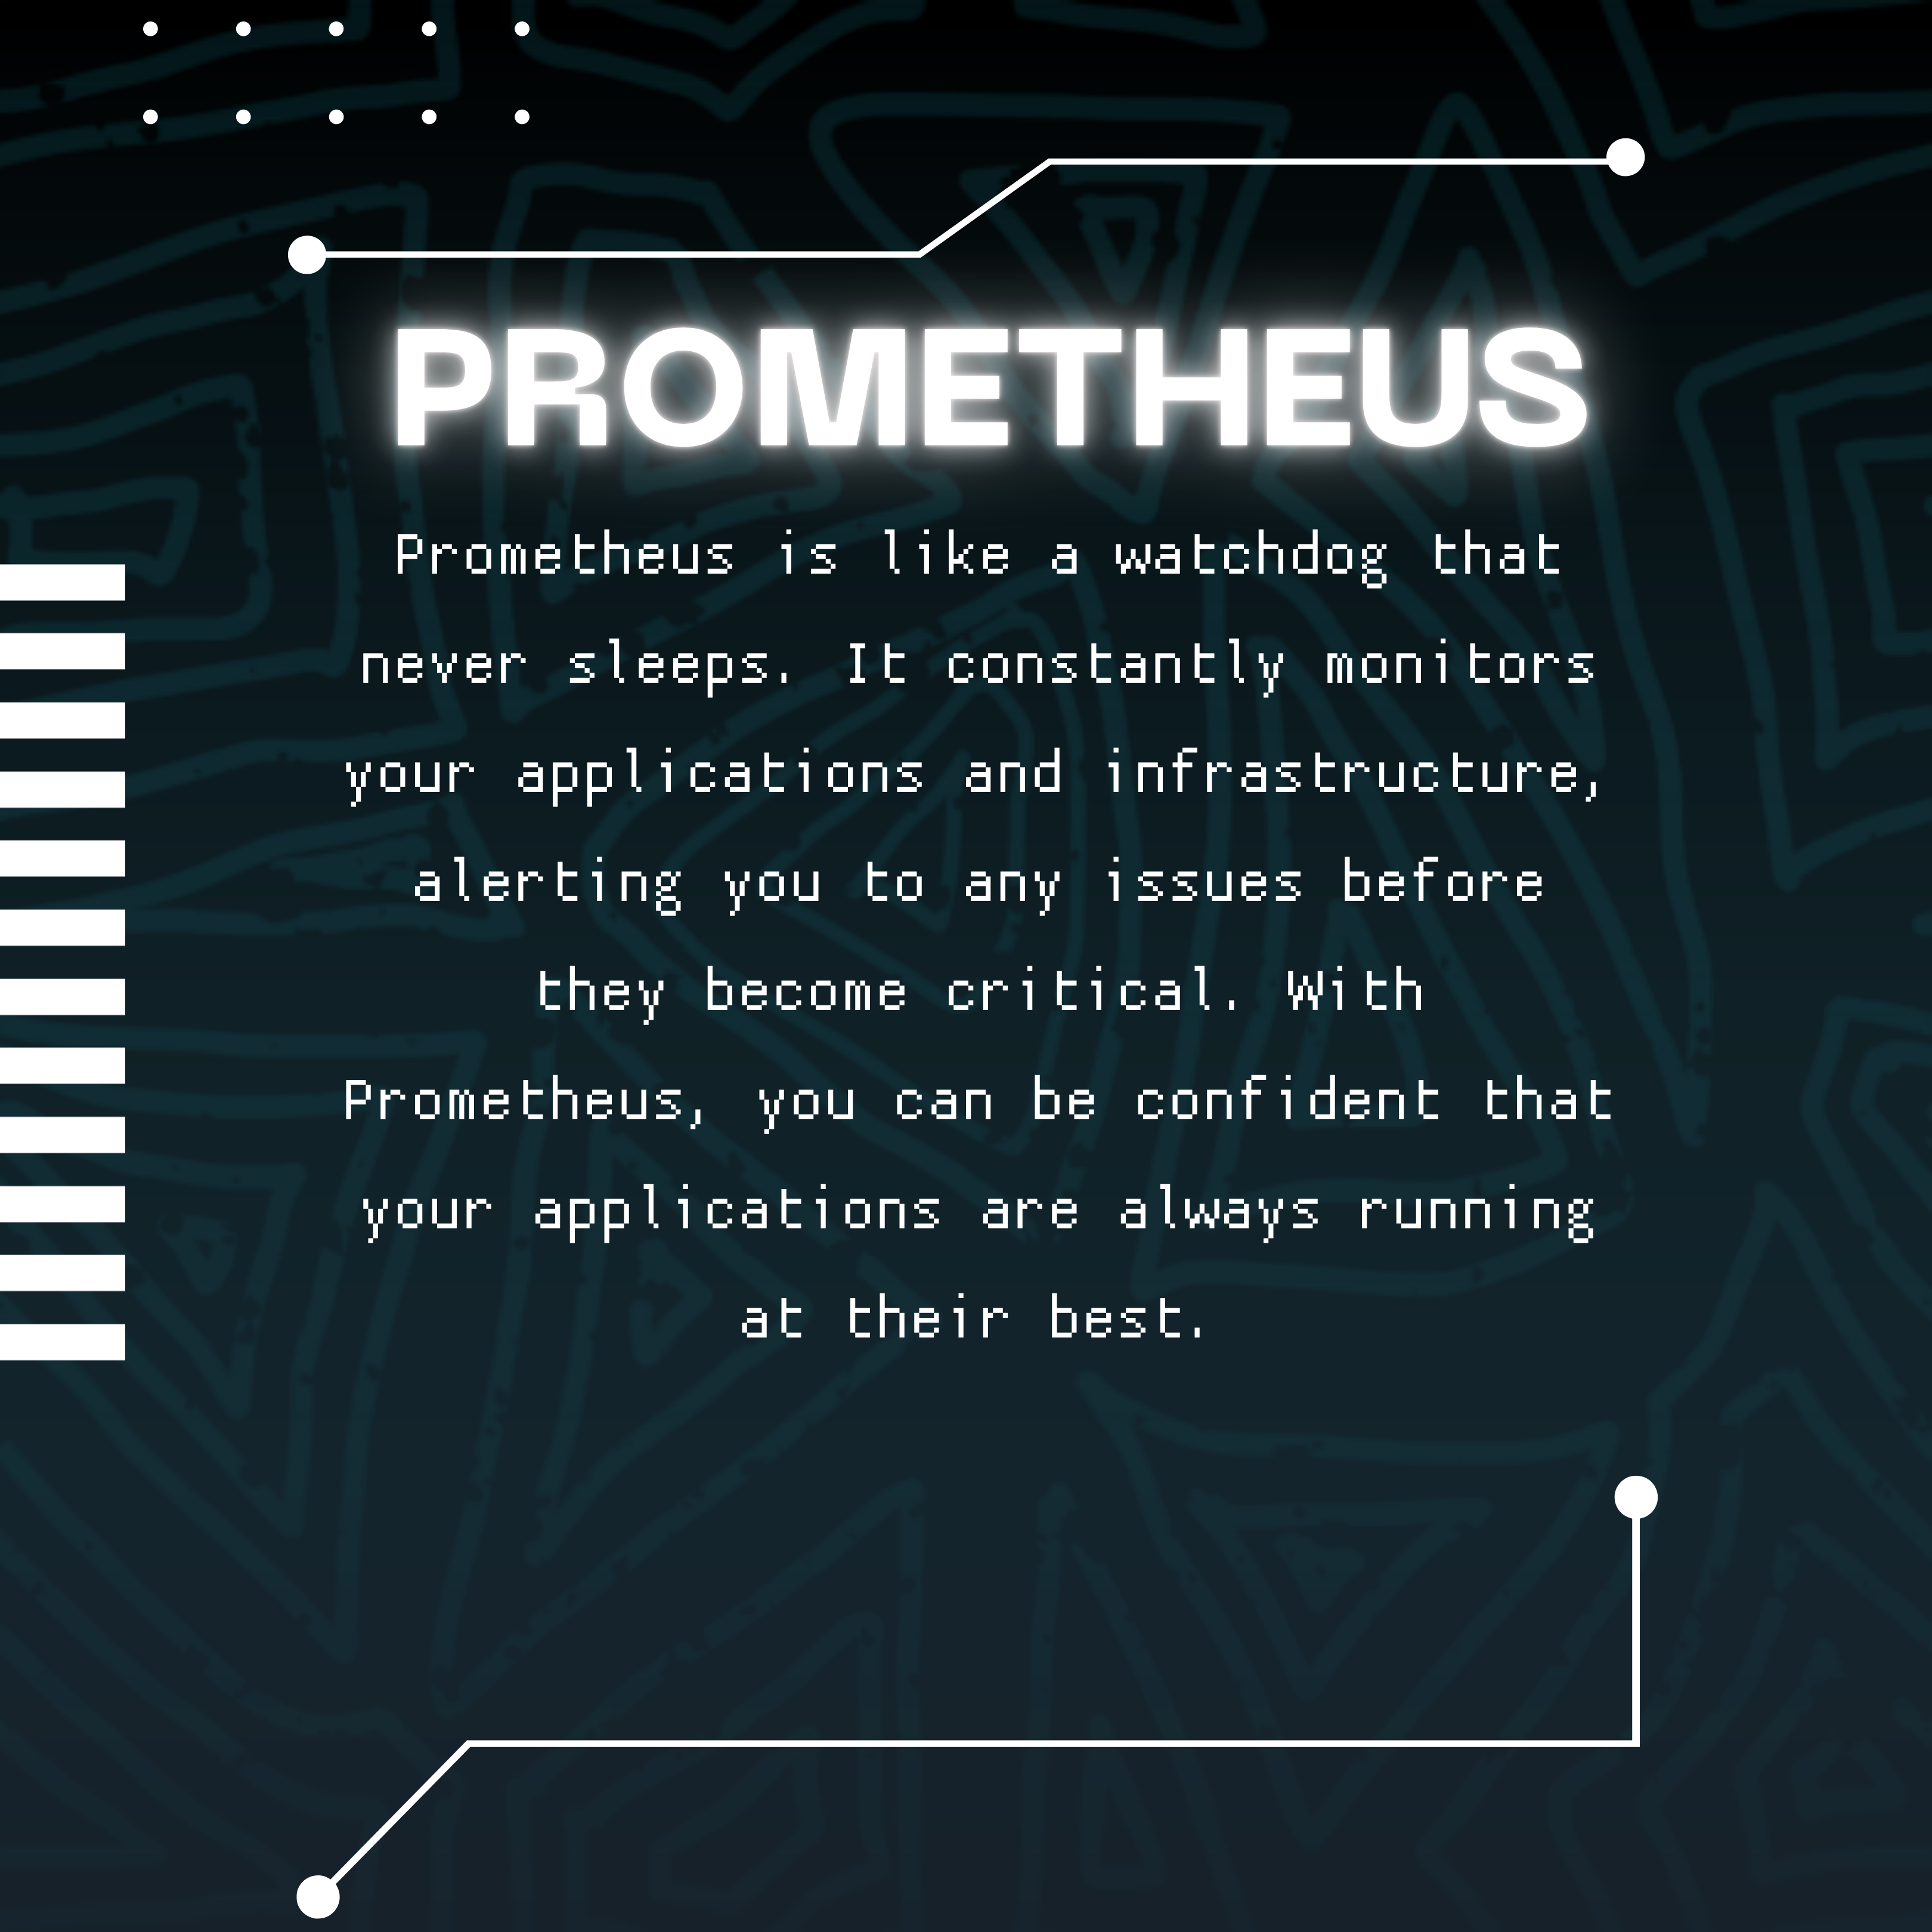 PROMETHEUS
Prometheus is like a watchdog that
never sleeps. It constantly monitors
your applications and infrastructure,
alerting you to any issues before
they become critical. With
Prometheus, you can be confident that
your applications are always running
at their best.